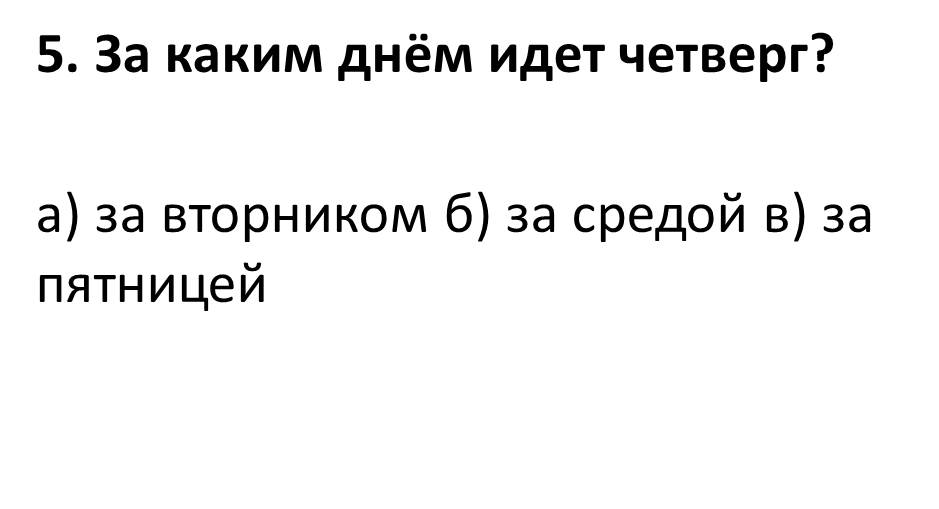 5. За каким днём идет четверг?
а) за вторником б) за средой в) за
пятницей